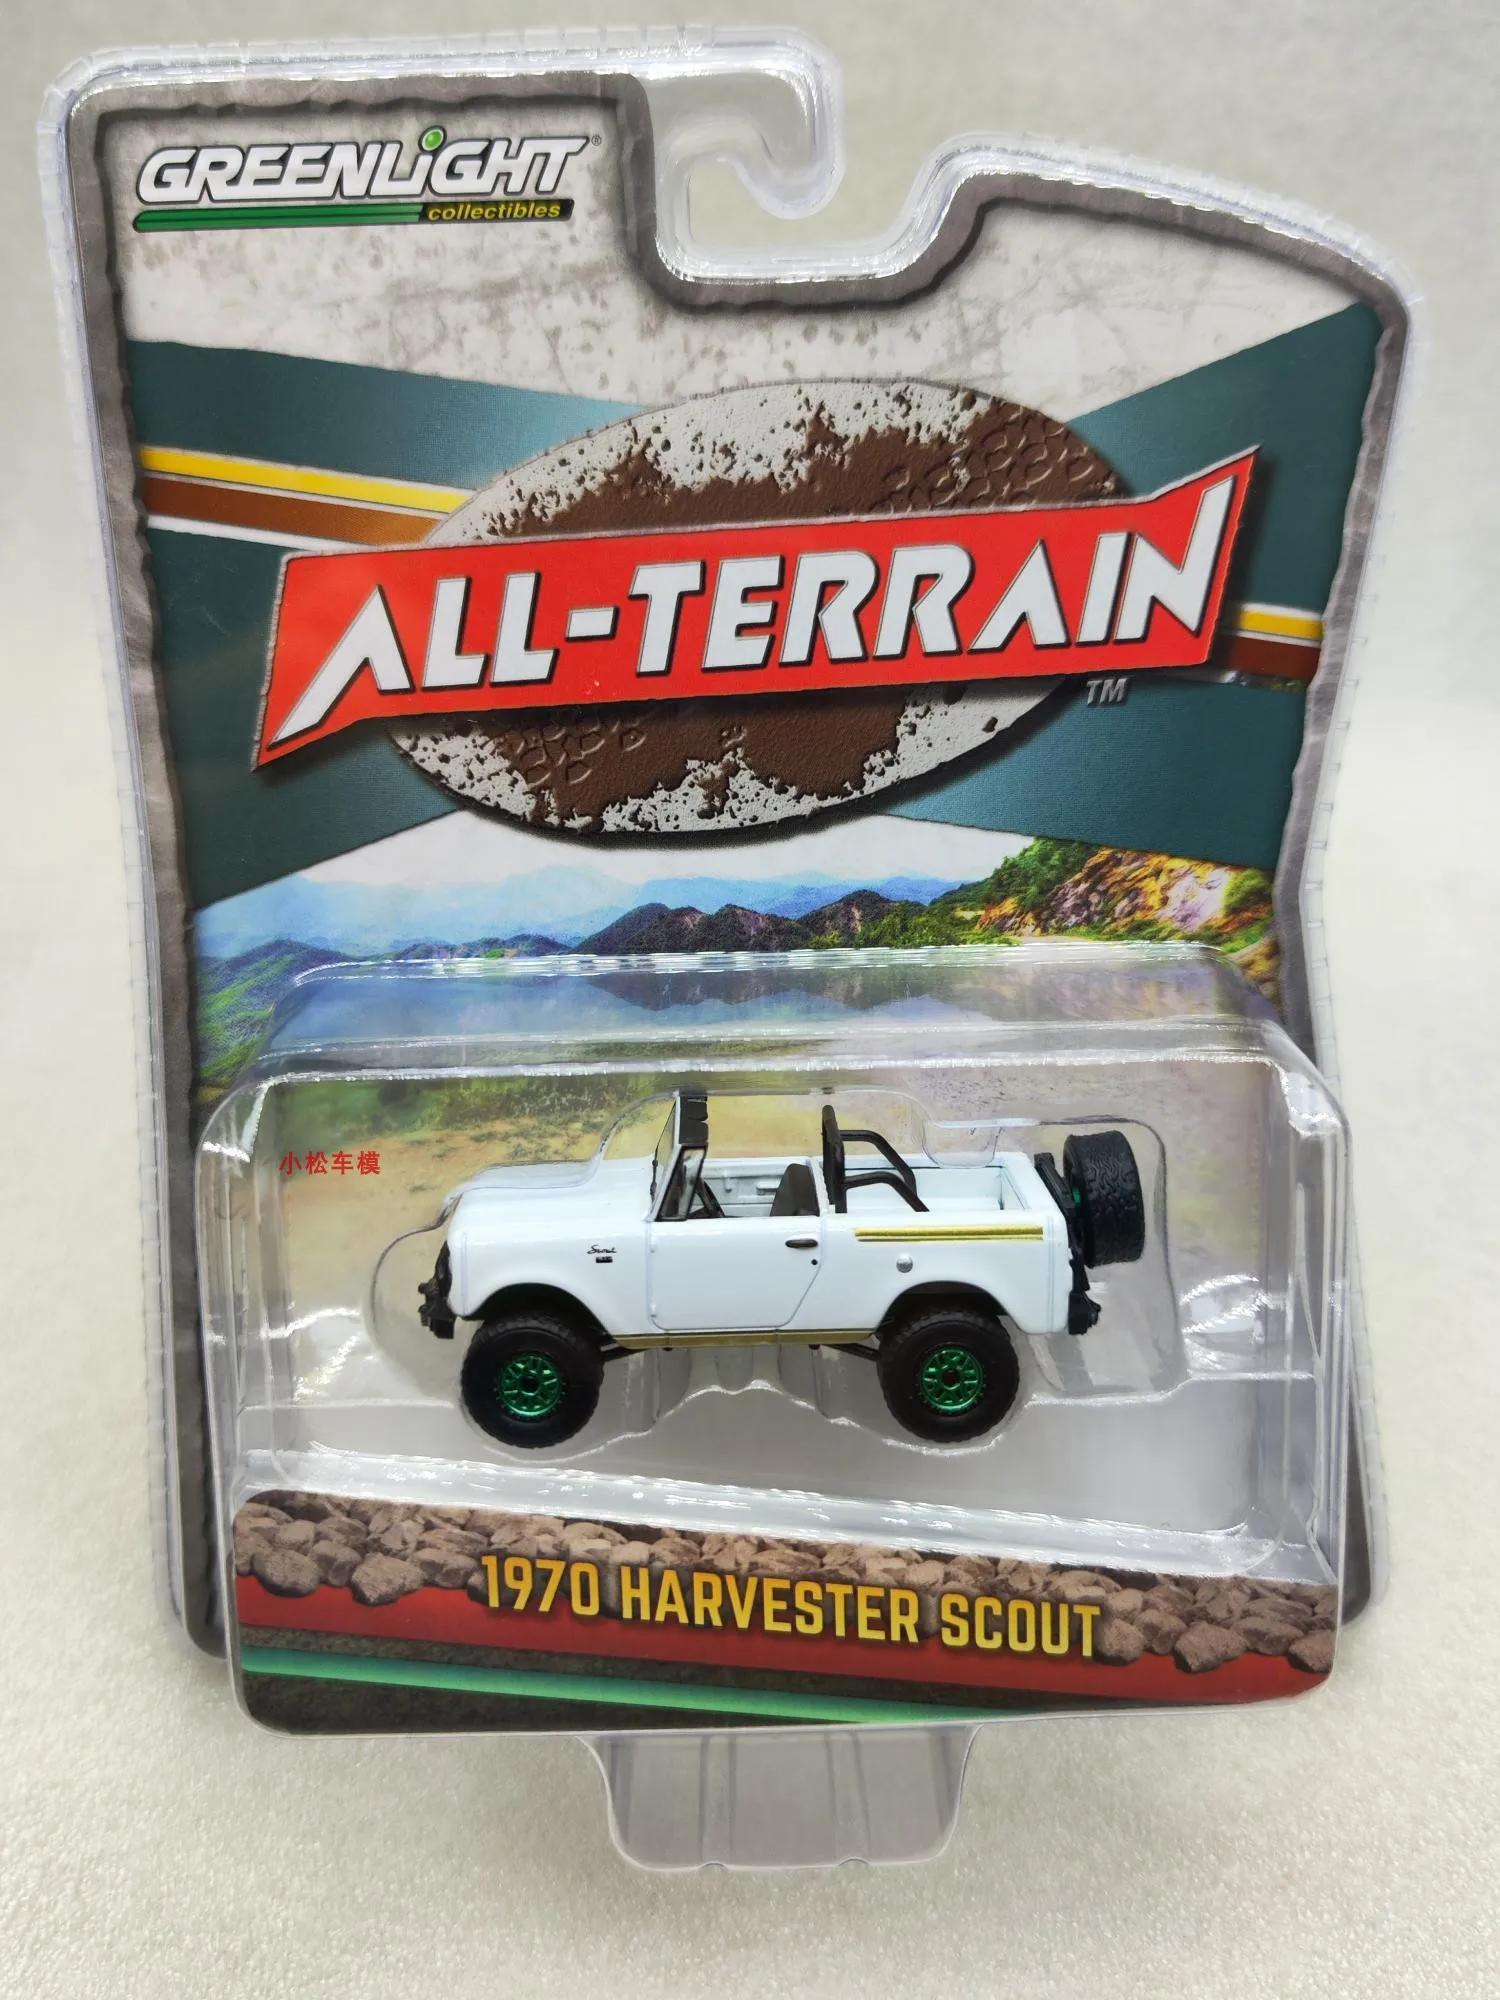 GREENLiGHT®
collectibles
ALL-TERRAIN
TM
小松车模
Scout
1970 HARVESTER SCOUT